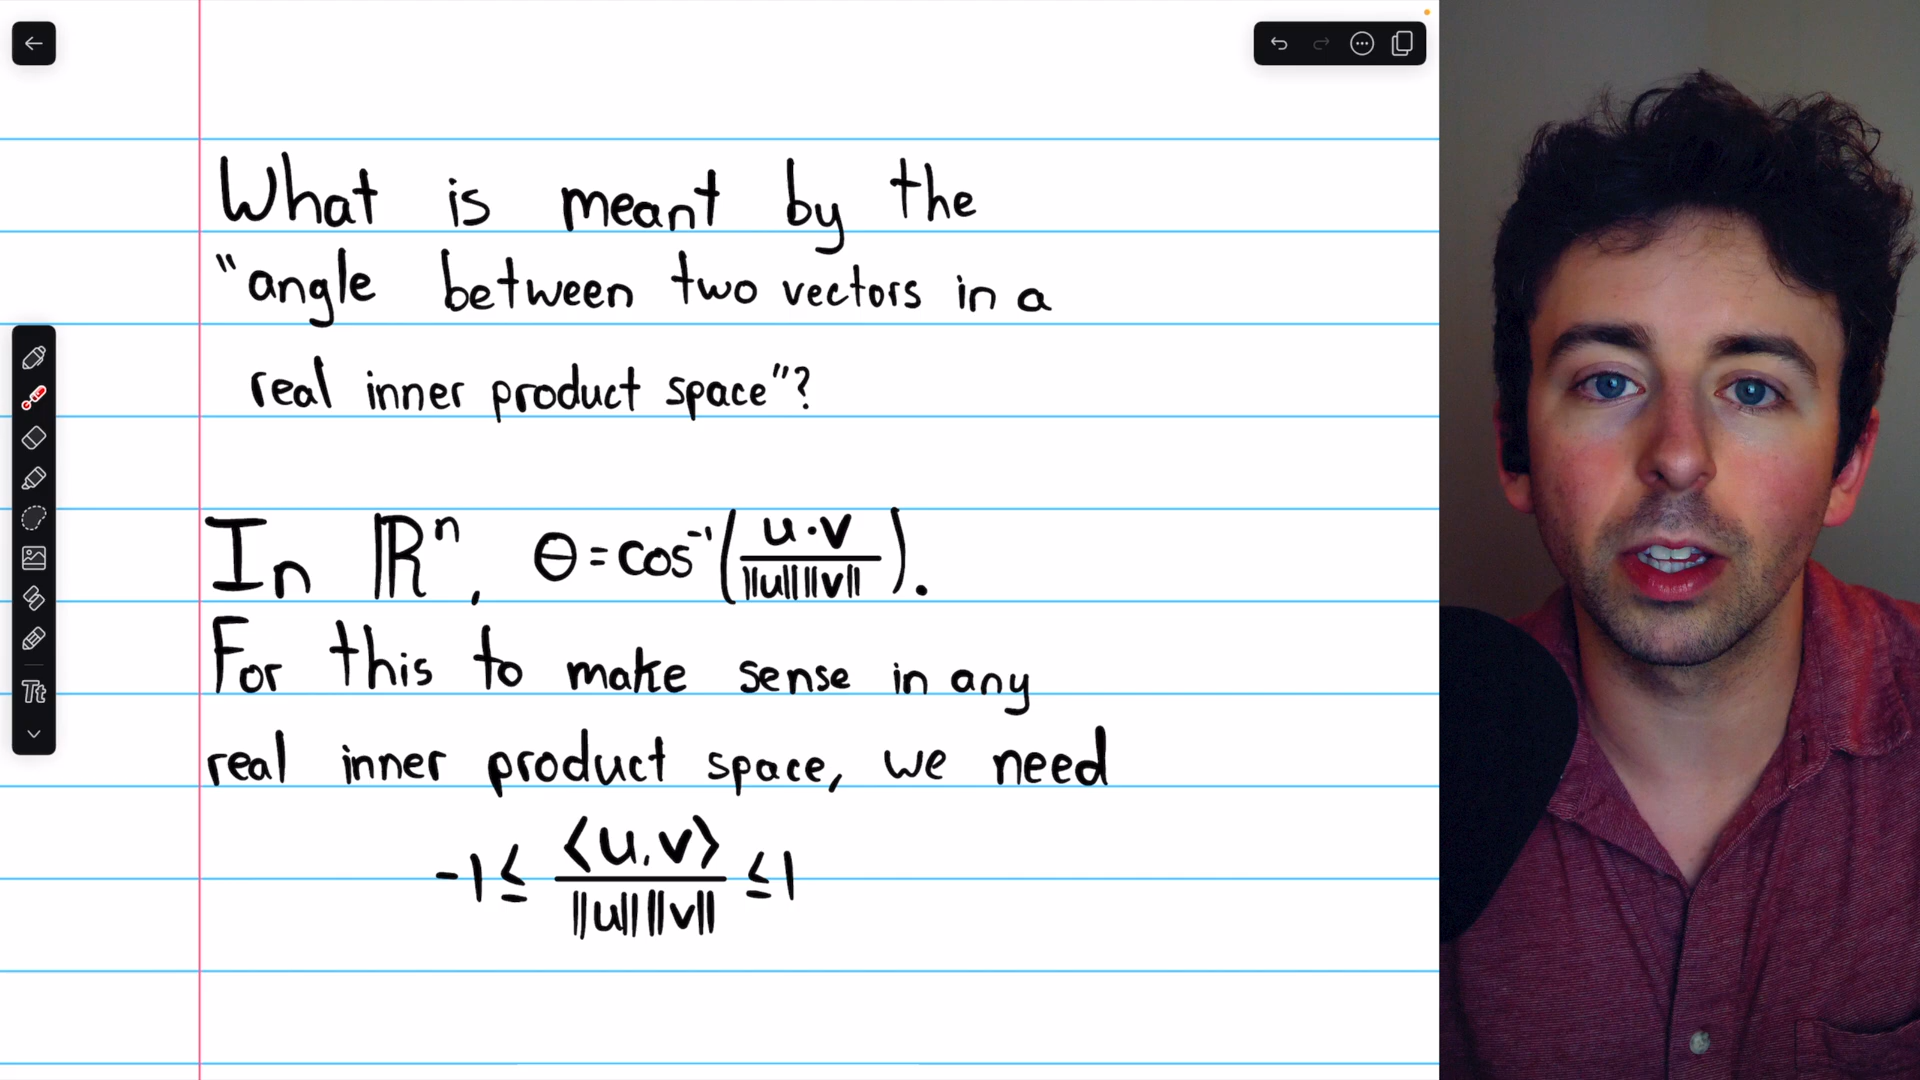 What is meant by the
"angle between two vectors in a
real inner product space"?
In ℝⁿ, θ = cos⁻¹(u·v / ‖u‖‖v‖).
For this to make sense in any
real inner product space, we need
-1 ≤ ⟨u,v⟩ / ‖u‖‖v‖ ≤ 1
Tt